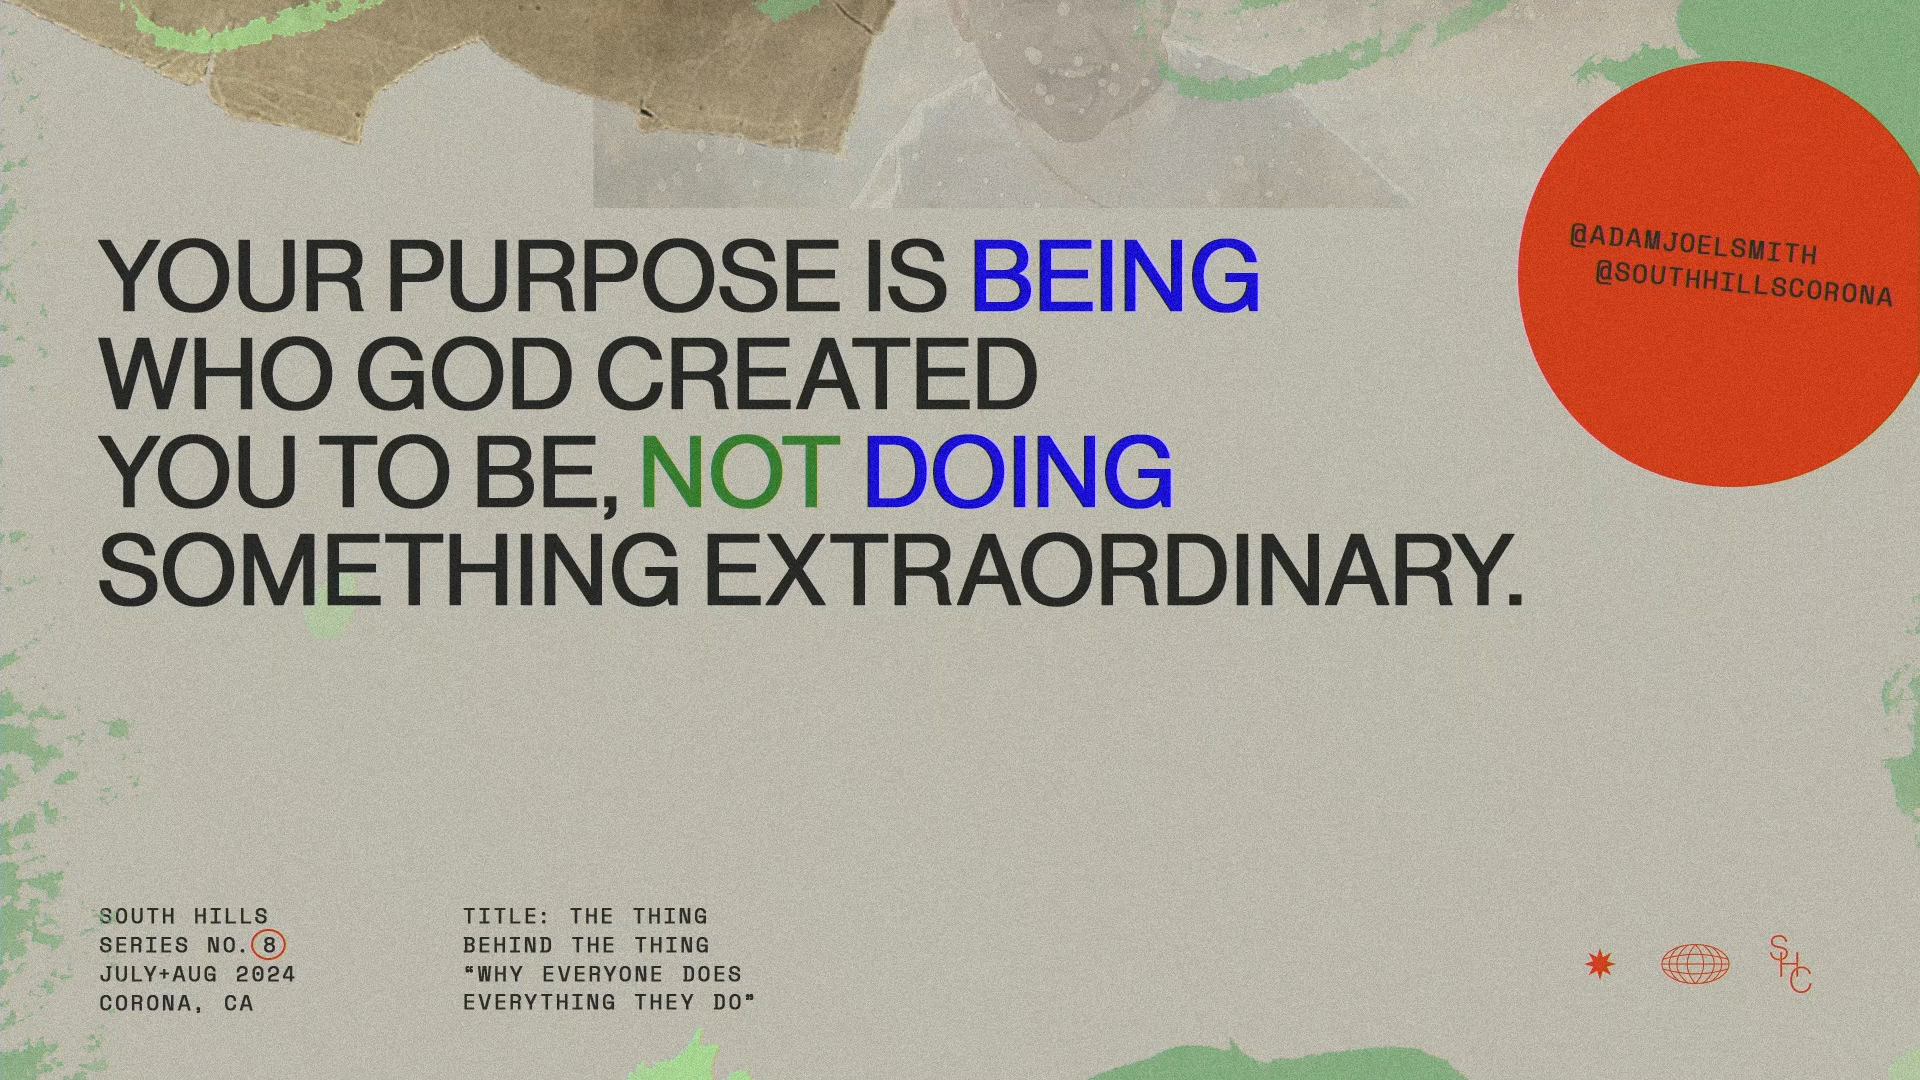 YOUR PURPOSE IS BEING
WHO GOD CREATED
YOU TO BE, NOT DOING
SOMETHING EXTRAORDINARY.
@ADAMJOELSMITH
@SOUTHHILLSCORONA
SOUTH HILLS
SERIES NO. 8
JULY+AUG 2024
CORONA, CA
TITLE: THE THING
BEHIND THE THING
“WHY EVERYONE DOES
EVERYTHING THEY DO”
SHC